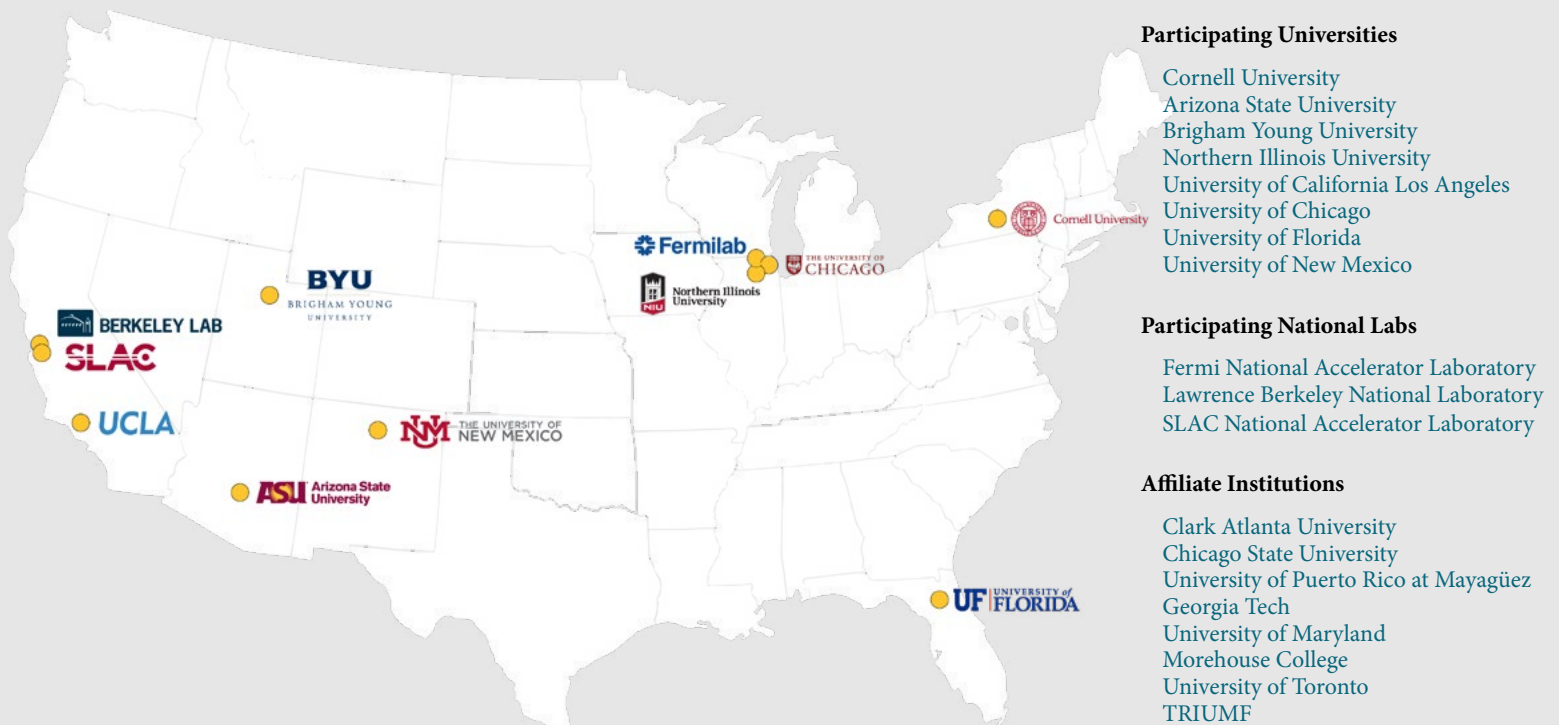 Participating Universities
Cornell University
Arizona State University
Brigham Young University
Northern Illinois University
University of California Los Angeles
University of Chicago
University of Florida
University of New Mexico
Participating National Labs
Fermi National Accelerator Laboratory
Lawrence Berkeley National Laboratory
SLAC National Accelerator Laboratory
Affiliate Institutions
Clark Atlanta University
Chicago State University
University of Puerto Rico at Mayagüez
Georgia Tech
University of Maryland
Morehouse College
University of Toronto
TRIUMF
Cornell University
Fermilab
THE UNIVERSITY OF
CHICAGO
NIU
Northern Illinois
University
BYU
BRIGHAM YOUNG
UNIVERSITY
BERKELEY LAB
SLAC
UCLA
NM
THE UNIVERSITY OF
NEW MEXICO
ASU
Arizona State
University
UF
UNIVERSITY of
FLORIDA